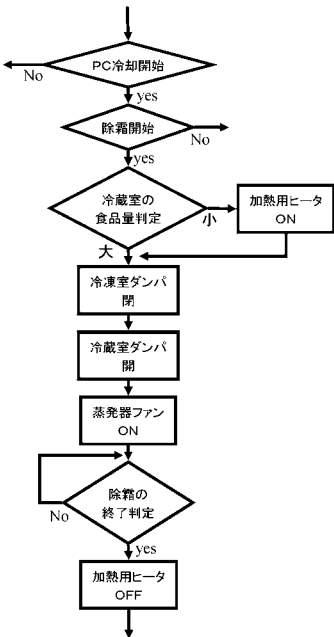 PC冷却開始
No
yes
除霜開始
No
yes
冷蔵室の
食品量判定
小
加熱用ヒータ
ON
大
冷凍室ダンパ
閉
冷蔵室ダンパ
開
蒸発器ファン
ON
除霜の
終了判定
No
yes
加熱用ヒータ
OFF